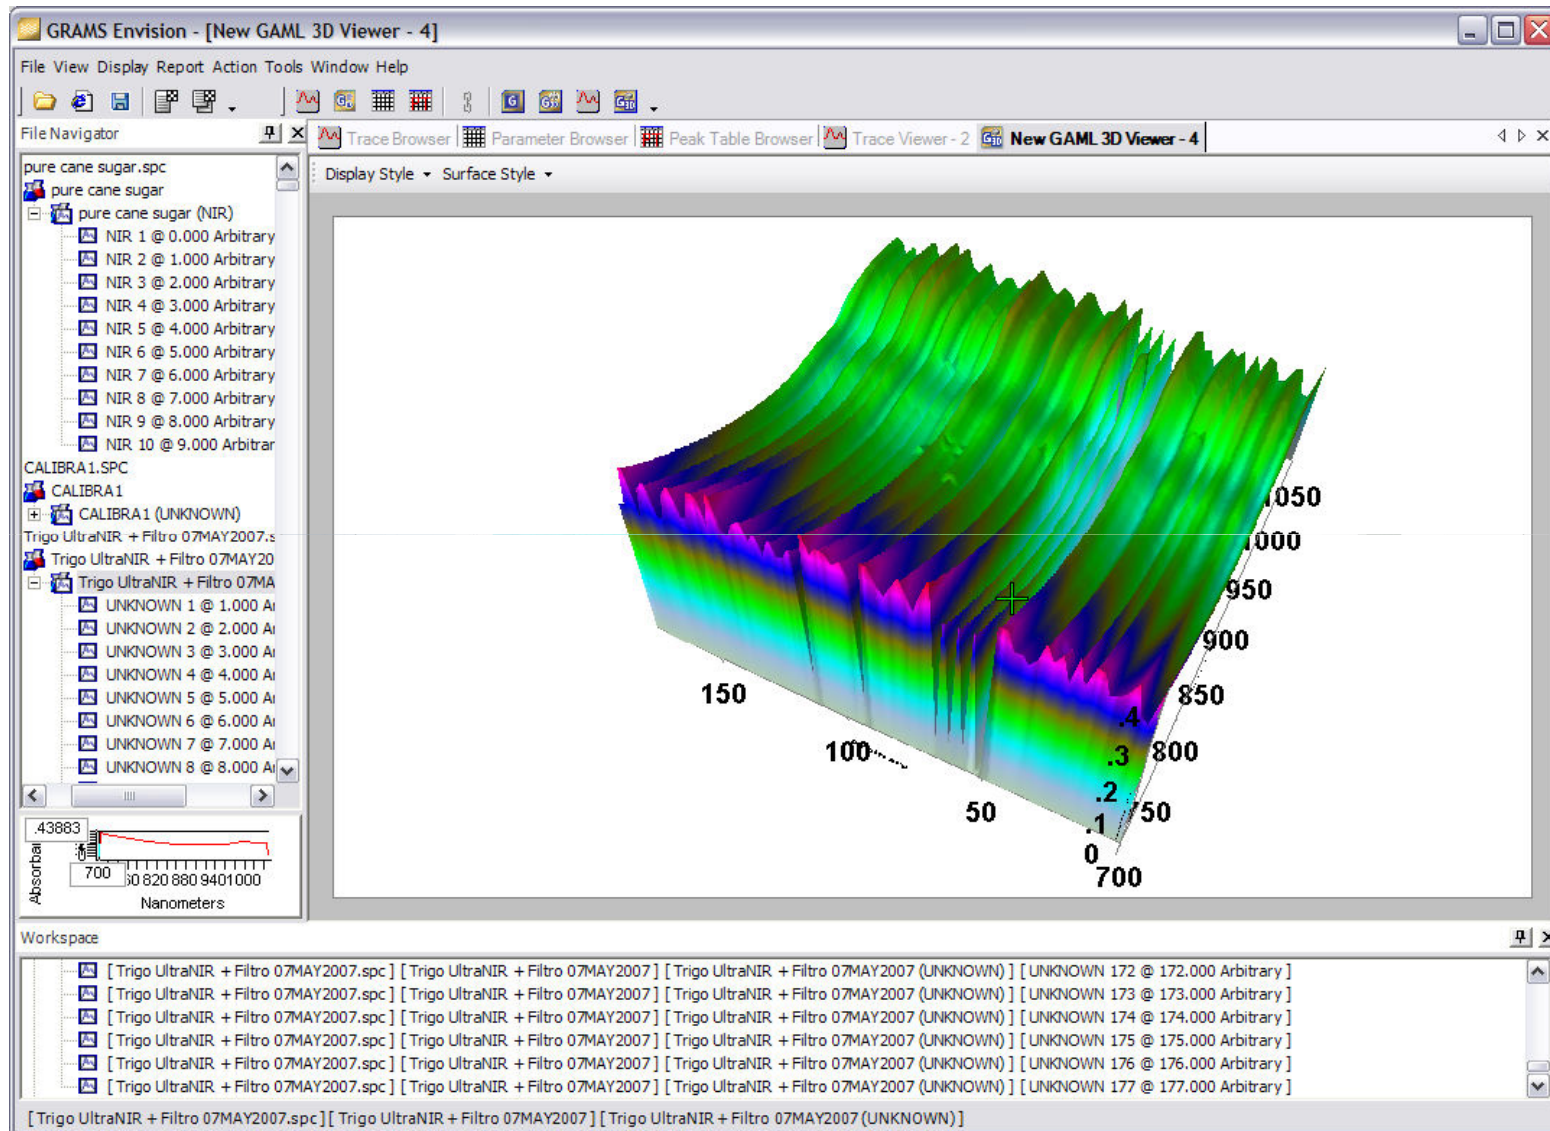 GRAMS Envision - [New GAML 3D Viewer - 4]
File View Display Report Action Tools Window Help
File Navigator
Trace Browser Parameter Browser Peak Table Browser Trace Viewer - 2 New GAML 3D Viewer - 4
Display Style Surface Style
pure cane sugar.spc
pure cane sugar
pure cane sugar (NIR)
NIR 1 @ 0.000 Arbitrary
NIR 2 @ 1.000 Arbitrary
NIR 3 @ 2.000 Arbitrary
NIR 4 @ 3.000 Arbitrary
NIR 5 @ 4.000 Arbitrary
NIR 6 @ 5.000 Arbitrary
NIR 7 @ 6.000 Arbitrary
NIR 8 @ 7.000 Arbitrary
NIR 9 @ 8.000 Arbitrary
NIR 10 @ 9.000 Arbitrar
CALIBRA1.SPC
CALIBRA1
CALIBRA1 (UNKNOWN)
Trigo UltraNIR + Filtro 07MAY2007.s
Trigo UltraNIR + Filtro 07MAY20
Trigo UltraNIR + Filtro 07MA
UNKNOWN 1 @ 1.000 Ar
UNKNOWN 2 @ 2.000 Ar
UNKNOWN 3 @ 3.000 Ar
UNKNOWN 4 @ 4.000 Ar
UNKNOWN 5 @ 5.000 Ar
UNKNOWN 6 @ 6.000 Ar
UNKNOWN 7 @ 7.000 Ar
UNKNOWN 8 @ 8.000 Ar
.43883
Absorbar
700
820 880 940 1000
Nanometers
1050
1000
950
900
850
800
750
700
150
100
50
.4
.3
.2
.1
0
Workspace
[ Trigo UltraNIR + Filtro 07MAY2007.spc ] [ Trigo UltraNIR + Filtro 07MAY2007 ] [ Trigo UltraNIR + Filtro 07MAY2007 (UNKNOWN) ] [ UNKNOWN 172 @ 172.000 Arbitrary ]
[ Trigo UltraNIR + Filtro 07MAY2007.spc ] [ Trigo UltraNIR + Filtro 07MAY2007 ] [ Trigo UltraNIR + Filtro 07MAY2007 (UNKNOWN) ] [ UNKNOWN 173 @ 173.000 Arbitrary ]
[ Trigo UltraNIR + Filtro 07MAY2007.spc ] [ Trigo UltraNIR + Filtro 07MAY2007 ] [ Trigo UltraNIR + Filtro 07MAY2007 (UNKNOWN) ] [ UNKNOWN 174 @ 174.000 Arbitrary ]
[ Trigo UltraNIR + Filtro 07MAY2007.spc ] [ Trigo UltraNIR + Filtro 07MAY2007 ] [ Trigo UltraNIR + Filtro 07MAY2007 (UNKNOWN) ] [ UNKNOWN 175 @ 175.000 Arbitrary ]
[ Trigo UltraNIR + Filtro 07MAY2007.spc ] [ Trigo UltraNIR + Filtro 07MAY2007 ] [ Trigo UltraNIR + Filtro 07MAY2007 (UNKNOWN) ] [ UNKNOWN 176 @ 176.000 Arbitrary ]
[ Trigo UltraNIR + Filtro 07MAY2007.spc ] [ Trigo UltraNIR + Filtro 07MAY2007 ] [ Trigo UltraNIR + Filtro 07MAY2007 (UNKNOWN) ] [ UNKNOWN 177 @ 177.000 Arbitrary ]
[ Trigo UltraNIR + Filtro 07MAY2007.spc ] [ Trigo UltraNIR + Filtro 07MAY2007 ] [ Trigo UltraNIR + Filtro 07MAY2007 (UNKNOWN) ]